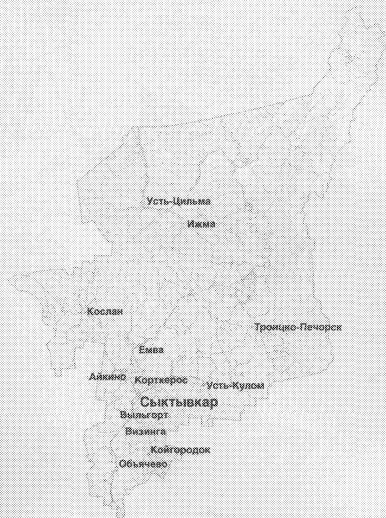 Усть-Цильма
Ижма
Кослан
Троицко-Печорск
Емва
Айкино
Корткерос
Усть-Кулом
Сыктывкар
Выльгорт
Визинга
Койгородок
Объячево